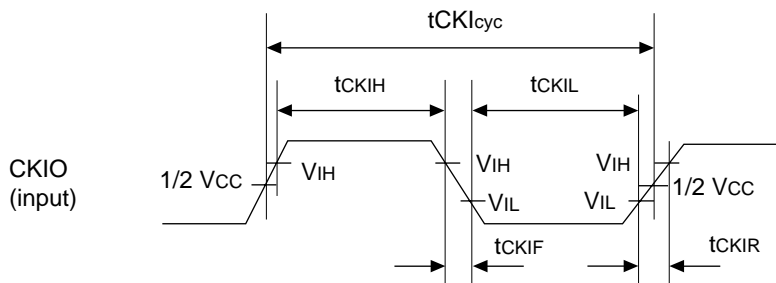 tCKIcyc
tCKIH
tCKIL
CKIO
(input)
1/2 VCC
VIH
VIH
VIL
VIH
VIL
1/2 VCC
tCKIF
tCKIR